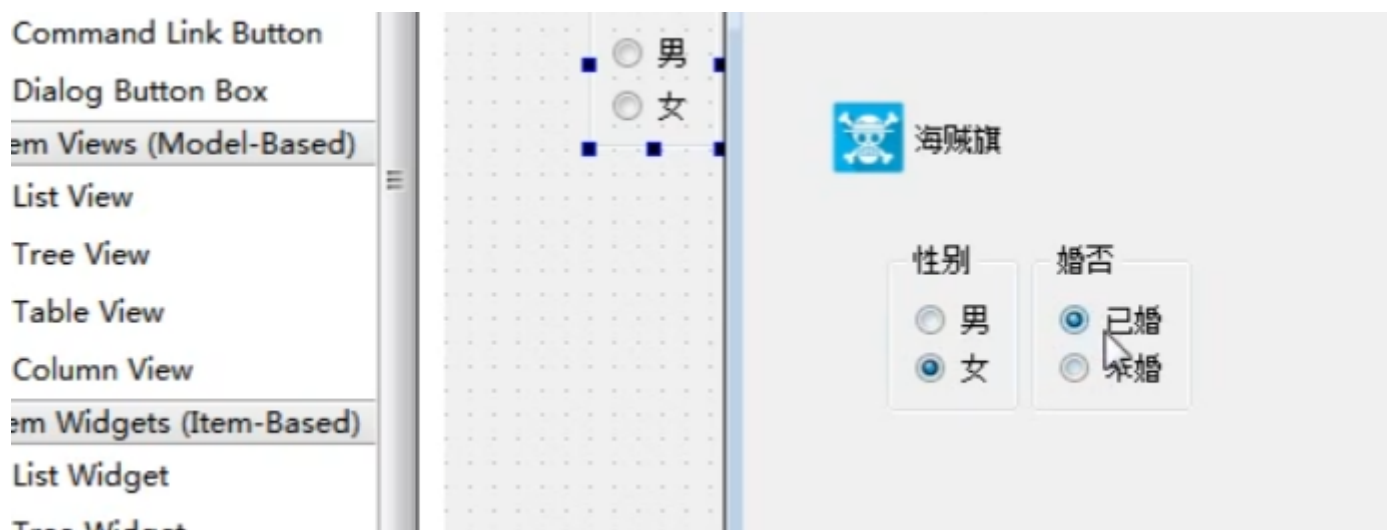 Command Link Button
Dialog Button Box
em Views (Model-Based)
List View
Tree View
Table View
Column View
em Widgets (Item-Based)
List Widget
Tree Widget
男
女
海贼旗
性别
男
女
婚否
已婚
未婚